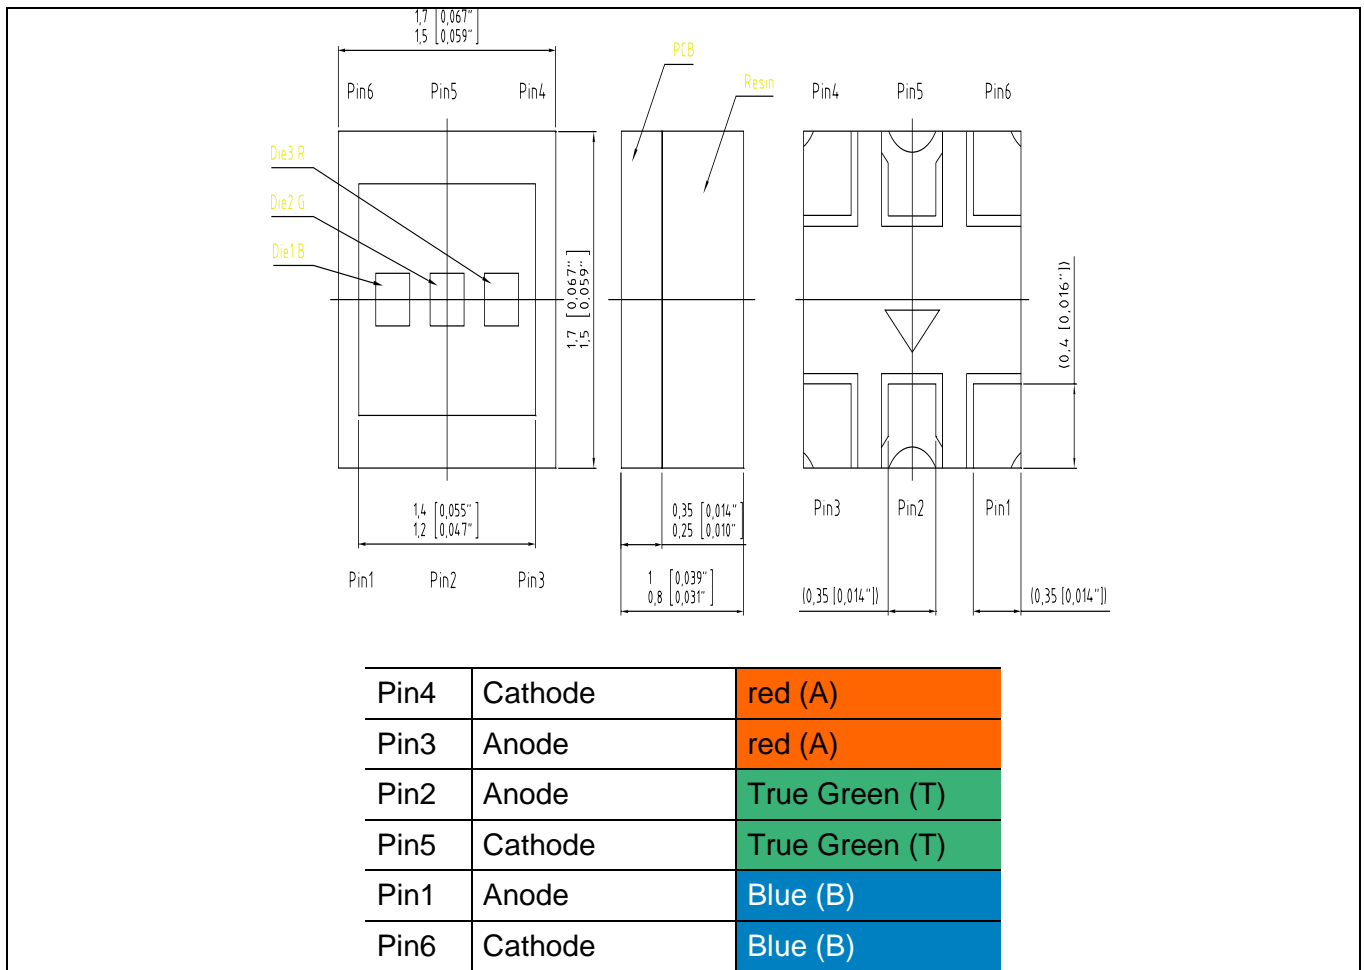 1,7 [0,067"]
1,5 [0,059"]
PCB
Resin
Pin6 Pin5 Pin4
Pin4 Pin5 Pin6
Die3 R
Die2 G
Die1 B
1,7 [0,067"]
1,5 [0,059"]
(0,4 [0,016"])
1,4 [0,055"]
1,2 [0,047"]
0,35 [0,014"]
0,25 [0,010"]
Pin3 Pin2 Pin1
Pin1 Pin2 Pin3
1 [0,039"]
0,8 [0,031"]
(0,35 [0,014"])
(0,35 [0,014"])
Pin4 Cathode red (A)
Pin3 Anode red (A)
Pin2 Anode True Green (T)
Pin5 Cathode True Green (T)
Pin1 Anode Blue (B)
Pin6 Cathode Blue (B)